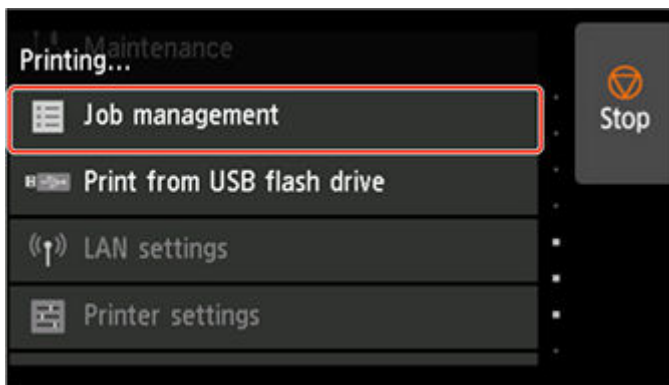 Maintenance
Printing...
Job management
Stop
Print from USB flash drive
LAN settings
Printer settings